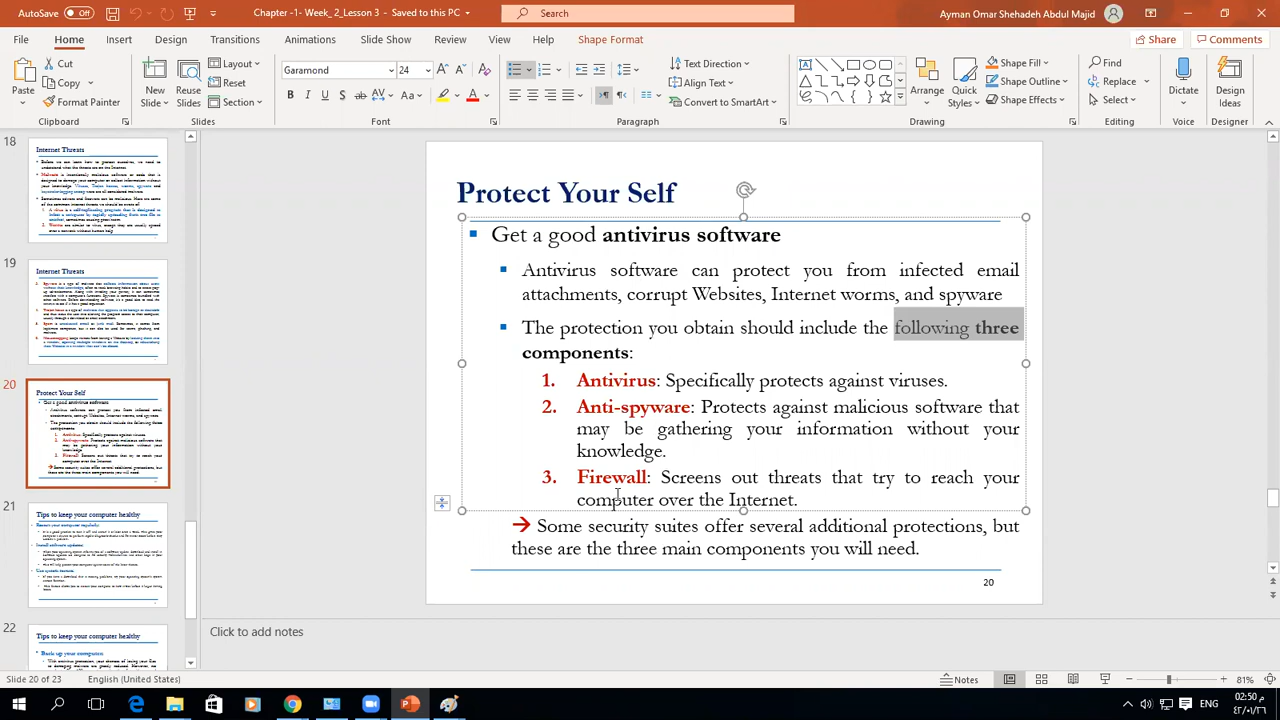 AutoSave Off
Chapter -1- Week_2_Lesson 3 - Saved to this PC
Search
Ayman Omar Shehadeh Abdul Majid
File Home Insert Design Transitions Animations Slide Show Review View Help Shape Format
Share Comments
Paste Cut Copy Format Painter
New Slide Reuse Slides Layout Reset Section
Garamond 24
Text Direction Align Text Convert to SmartArt
Arrange Quick Styles Shape Fill Shape Outline Shape Effects
Find Replace Select
Dictate
Design Ideas
Clipboard Slides Font Paragraph Drawing Editing Voice Designer
18
Internet Threats
19
Internet Threats
20
Protect Your Self
21
Tips to keep your computer healthy
22
Tips to keep your computer healthy
Back up your computer
Protect Your Self
Get a good antivirus software
Antivirus software can protect you from infected email
attachments, corrupt Websites, Internet worms, and spyware
The protection you obtain should include the following three
components:
1. Antivirus: Specifically protects against viruses.
2. Anti-spyware: Protects against malicious software that
may be gathering your information without your
knowledge.
3. Firewall: Screens out threats that try to reach your
computer over the Internet.
➔ Some security suites offer several additional protections, but
these are the three main components you will need.
20
Click to add notes
Slide 20 of 23 English (United States)
Notes 81%
ENG
02:50 م